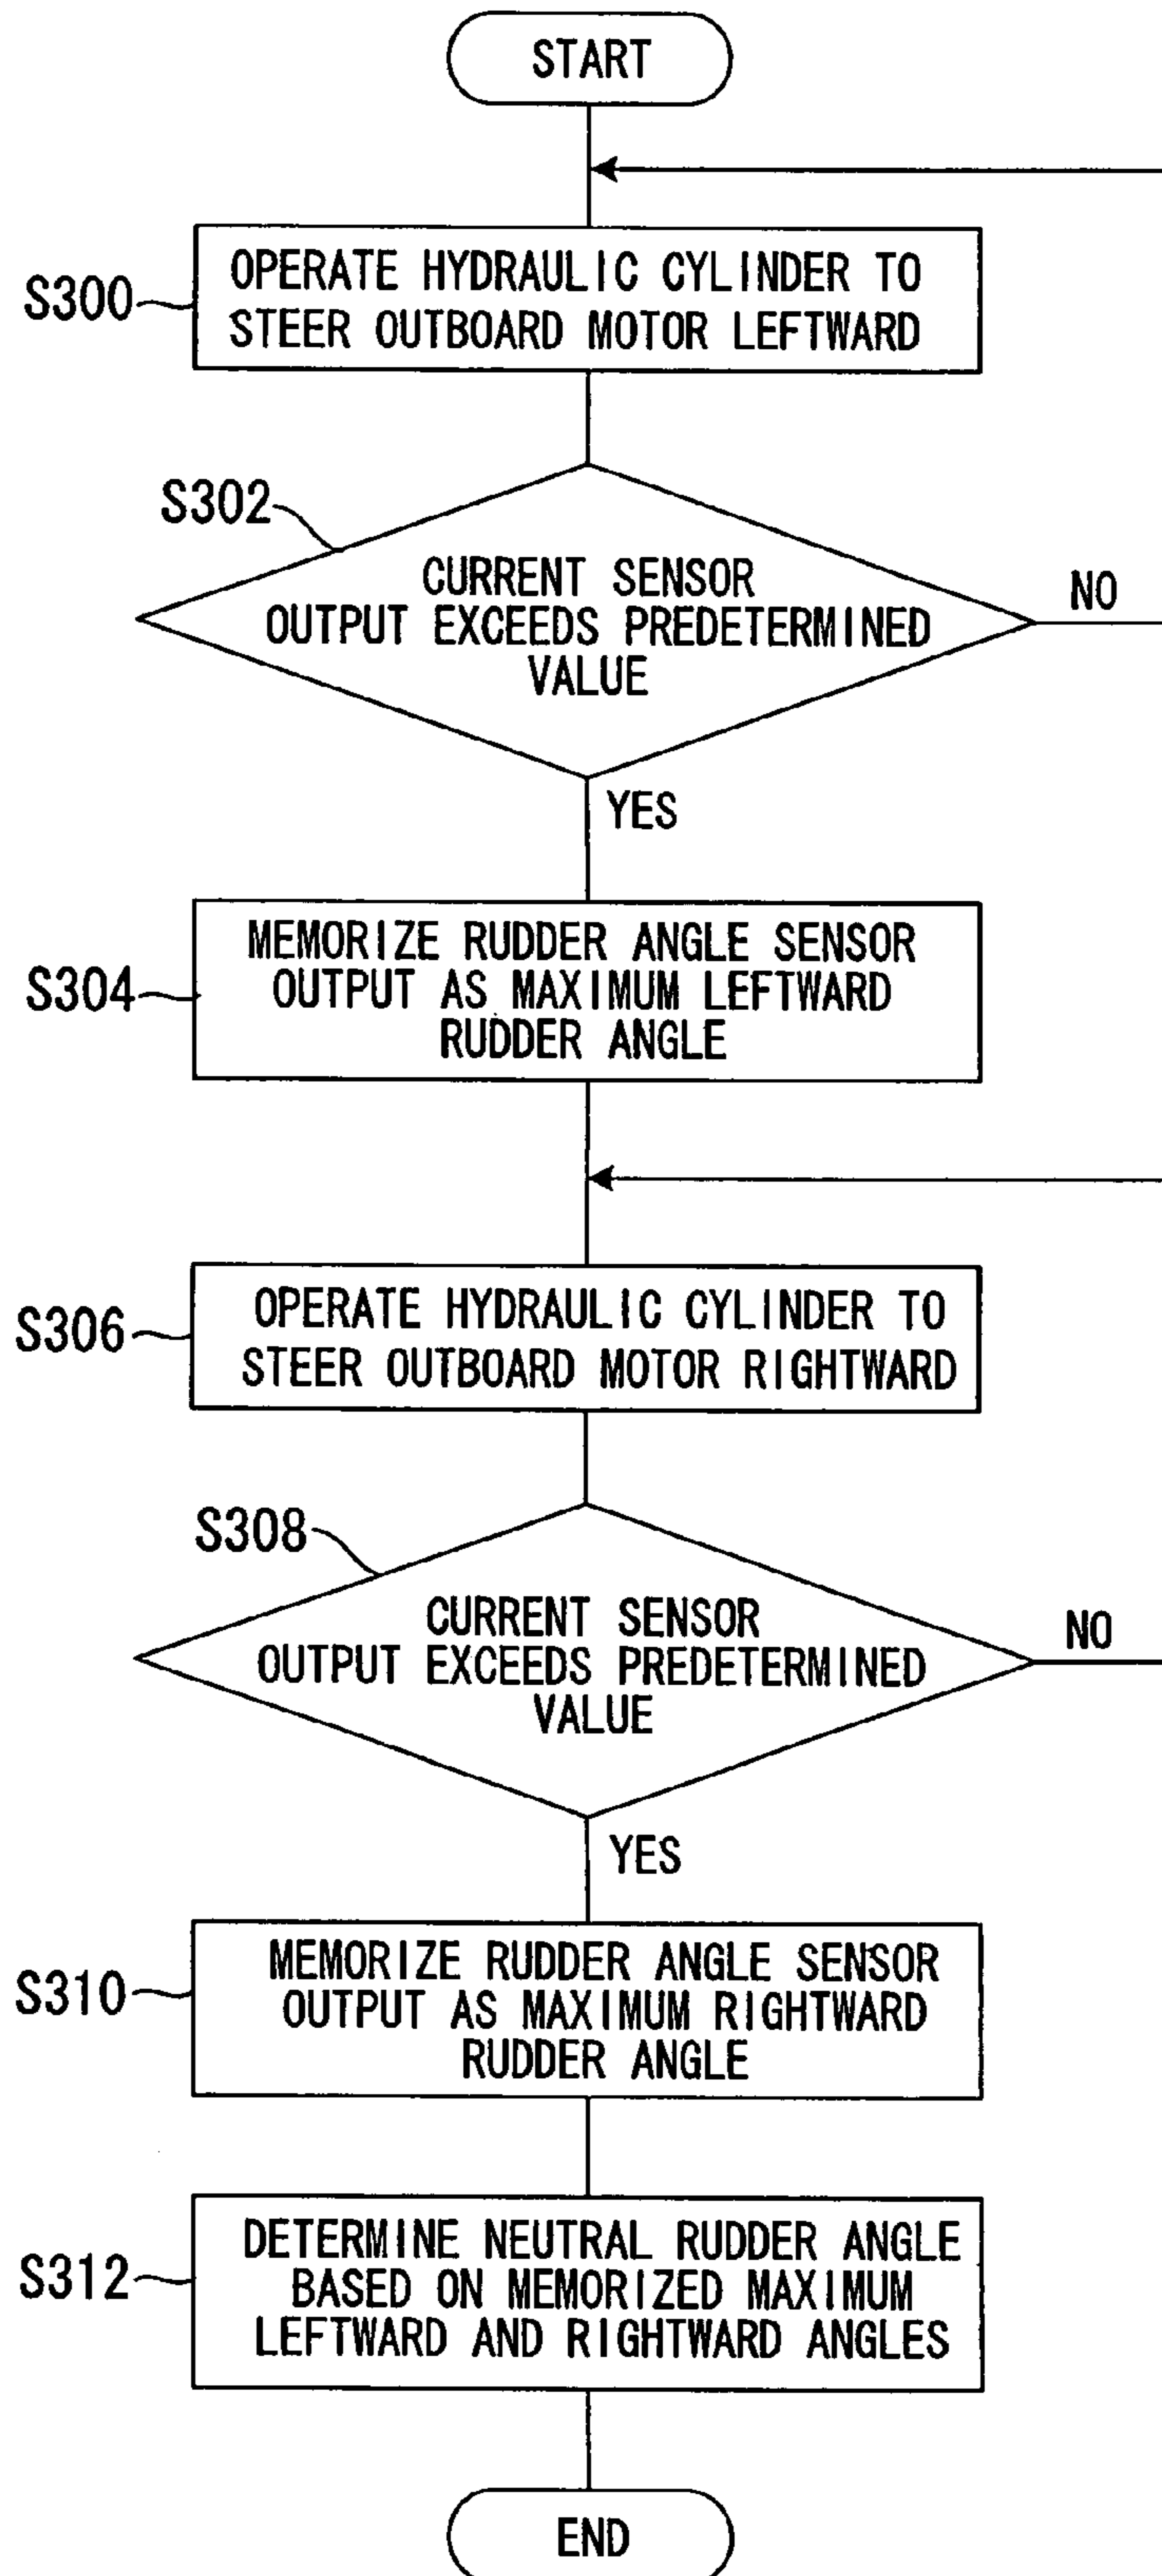 START
S300
OPERATE HYDRAULIC CYLINDER TO
STEER OUTBOARD MOTOR LEFTWARD
S302
CURRENT SENSOR
OUTPUT EXCEEDS PREDETERMINED
VALUE
NO
YES
S304
MEMORIZE RUDDER ANGLE SENSOR
OUTPUT AS MAXIMUM LEFTWARD
RUDDER ANGLE
S306
OPERATE HYDRAULIC CYLINDER TO
STEER OUTBOARD MOTOR RIGHTWARD
S308
CURRENT SENSOR
OUTPUT EXCEEDS PREDETERMINED
VALUE
NO
YES
S310
MEMORIZE RUDDER ANGLE SENSOR
OUTPUT AS MAXIMUM RIGHTWARD
RUDDER ANGLE
S312
DETERMINE NEUTRAL RUDDER ANGLE
BASED ON MEMORIZED MAXIMUM
LEFTWARD AND RIGHTWARD ANGLES
END